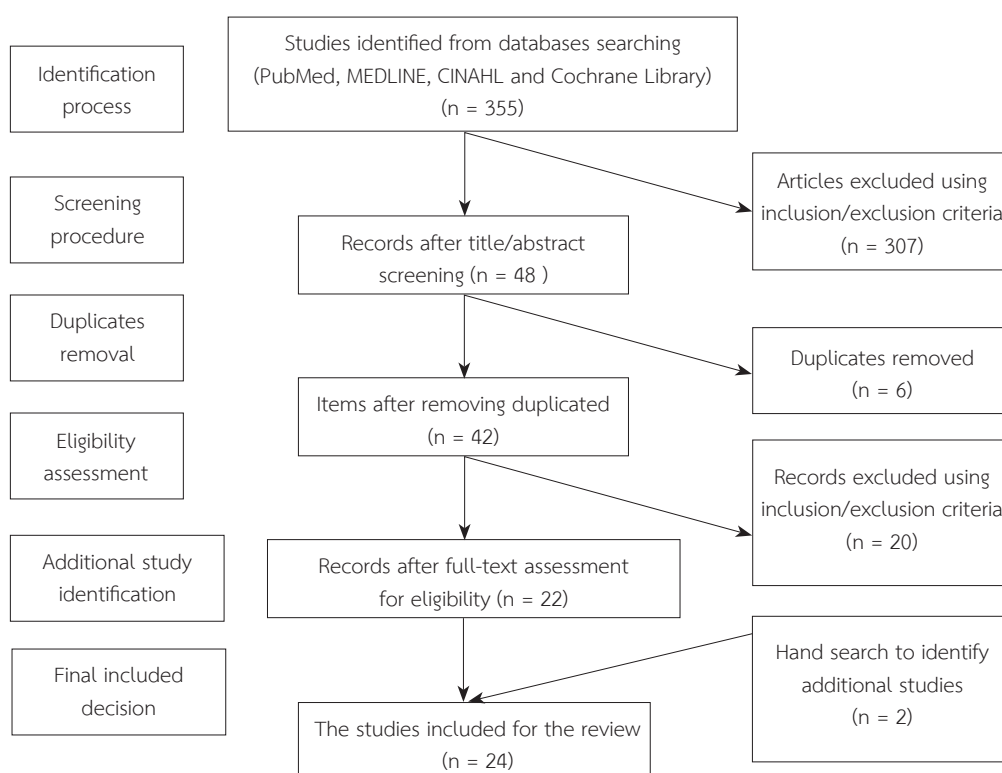 Identification
process
Studies identified from databases searching
(PubMed, MEDLINE, CINAHL and Cochrane Library)
(n = 355)
Screening
procedure
Articles excluded using
inclusion/exclusion criteria
(n = 307)
Records after title/abstract
screening (n = 48 )
Duplicates
removal
Duplicates removed
(n = 6)
Items after removing duplicated
(n = 42)
Eligibility
assessment
Records excluded using
inclusion/exclusion criteria
(n = 20)
Additional study
identification
Records after full-text assessment
for eligibility (n = 22)
Hand search to identify
additional studies
(n = 2)
Final included
decision
The studies included for the review
(n = 24)